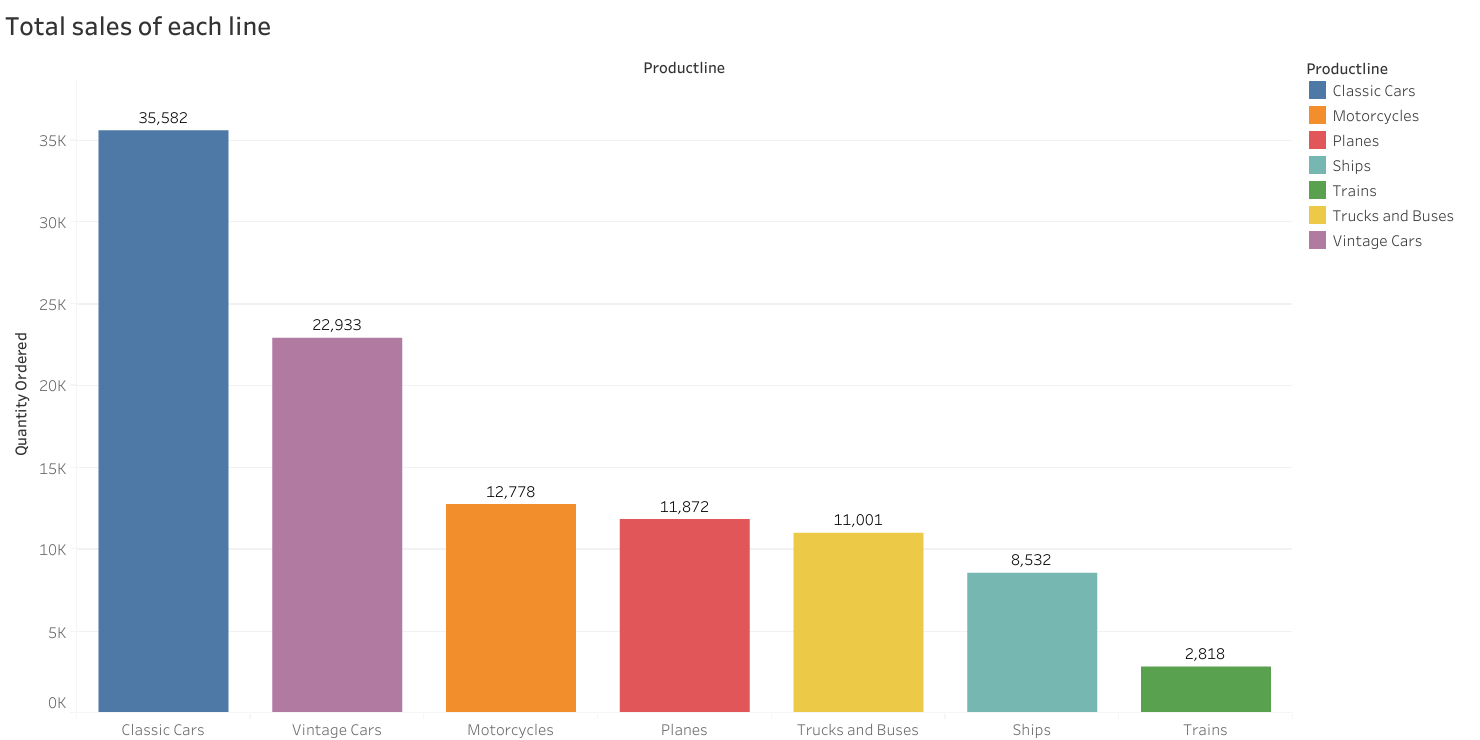 Total sales of each line
Productline
Productline
Classic Cars
Motorcycles
Planes
Ships
Trains
Trucks and Buses
Vintage Cars
Quantity Ordered
35K
30K
25K
20K
15K
10K
5K
0K
35,582
22,933
12,778
11,872
11,001
8,532
2,818
Classic Cars
Vintage Cars
Motorcycles
Planes
Trucks and Buses
Ships
Trains